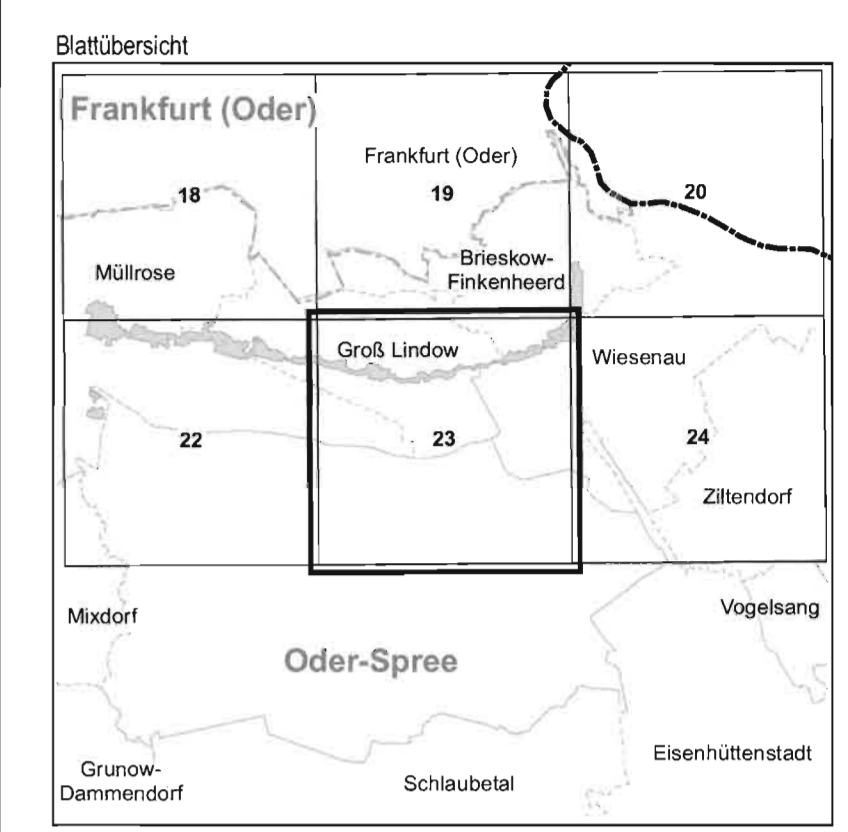 Blattübersicht
Frankfurt (Oder)
Frankfurt (Oder)
18
19
20
Müllrose
Brieskow-
Finkenheerd
Groß Lindow
Wiesenau
22
23
24
Ziltendorf
Mixdorf
Vogelsang
Oder-Spree
Eisenhüttenstadt
Grunow-
Dammendorf
Schlaubetal